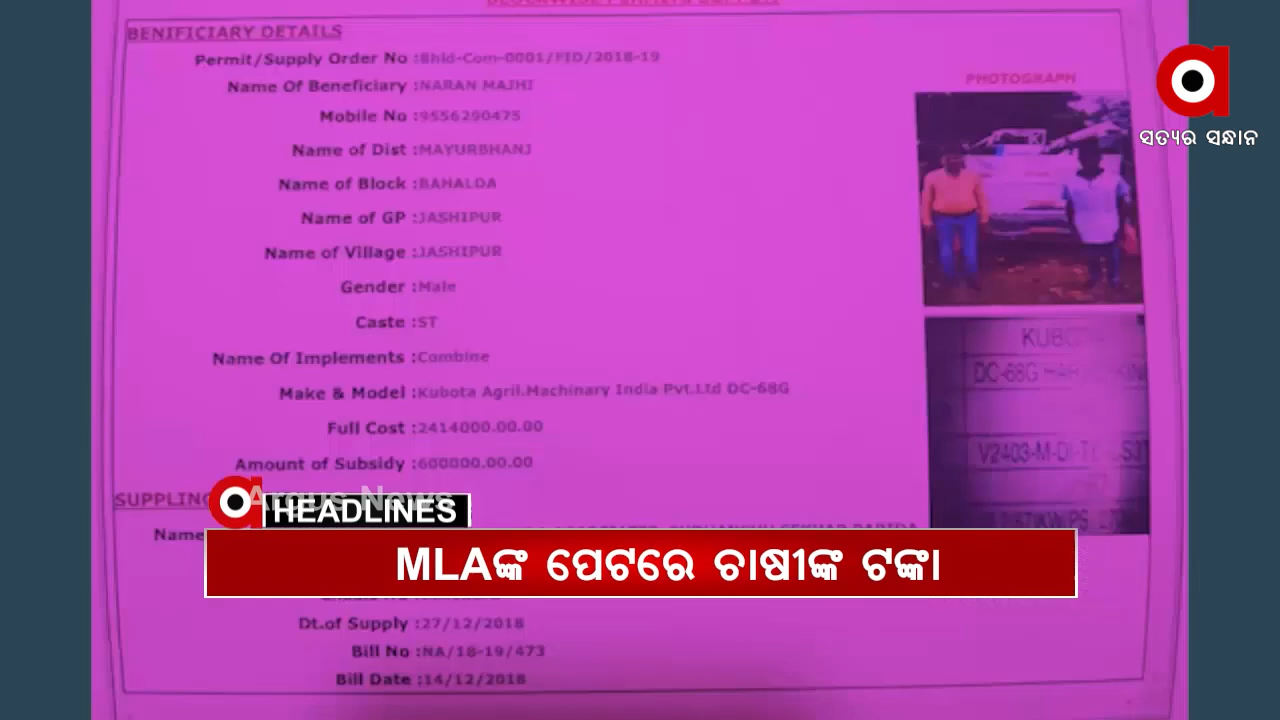 BENIFICIARY DETAILS
Permit/Supply Order No :Bhld-Com-0001/FID/2018-19
Name Of Beneficiary :NARAN MAJHI
Mobile No :9556290475
Name of Dist :MAYURBHANJ
Name of Block :BAHALDA
Name of GP :JASHIPUR
Name of Village :JASHIPUR
Gender :Male
Caste :ST
Name Of Implements :Combine
Make & Model :Kubota Agril.Machinary India Pvt.Ltd DC-68G
Full Cost :2414000.00.00
Amount of Subsidy :600000.00.00
PHOTOGRAPH
ସତ୍ୟର ସନ୍ଧାନ
DC-68G
SUPPLING
Argus News
HEADLINES
Name
MLAଙ୍କ ପେଟରେ ଚାଷୀଙ୍କ ଟଙ୍କା
Dt.of Supply :27/12/2018
Bill No :NA/18-19/473
Bill Date :14/12/2018